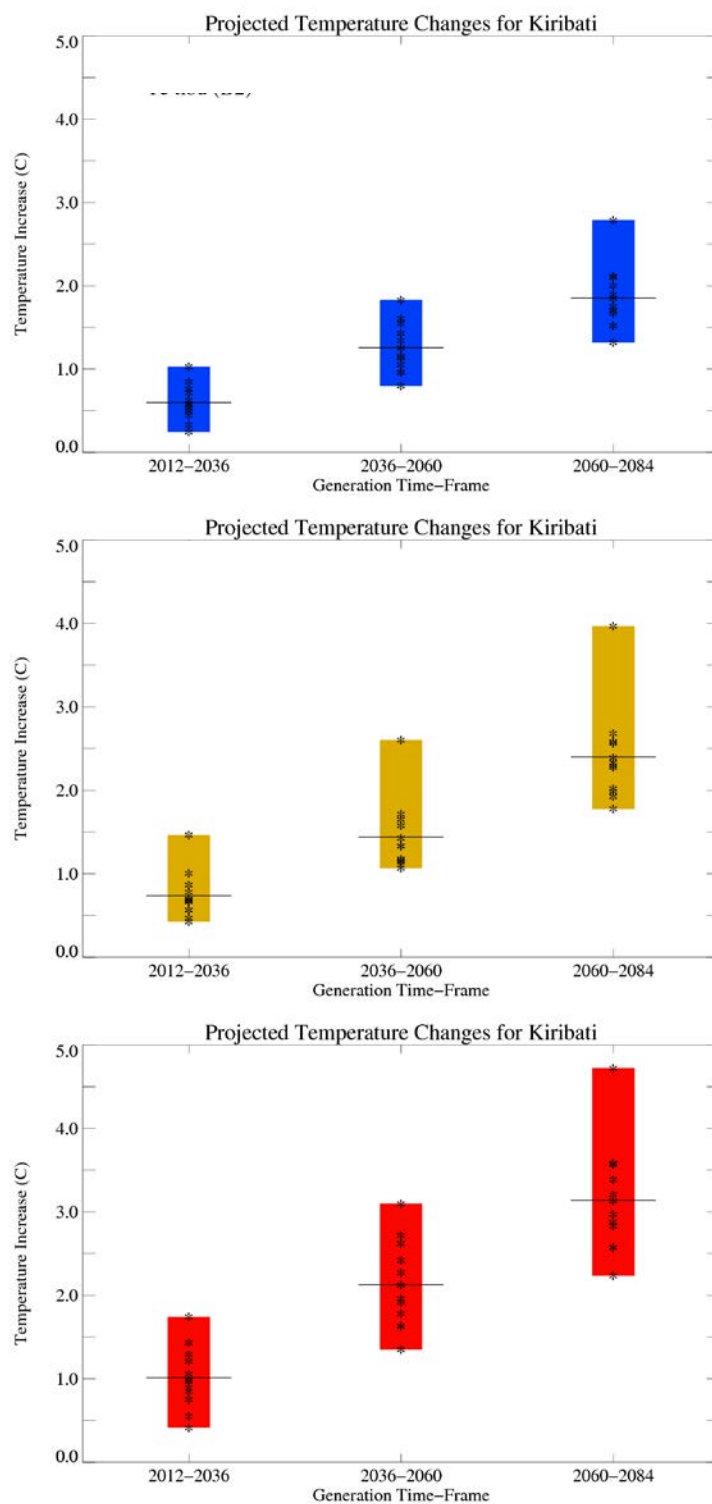 Projected Temperature Changes for Kiribati
5.0
4.0
3.0
2.0
1.0
0.0
Temperature Increase (C)
2012–2036 2036–2060 2060–2084
Generation Time–Frame
Projected Temperature Changes for Kiribati
5.0
4.0
3.0
2.0
1.0
0.0
Temperature Increase (C)
2012–2036 2036–2060 2060–2084
Generation Time–Frame
Projected Temperature Changes for Kiribati
5.0
4.0
3.0
2.0
1.0
0.0
Temperature Increase (C)
2012–2036 2036–2060 2060–2084
Generation Time–Frame